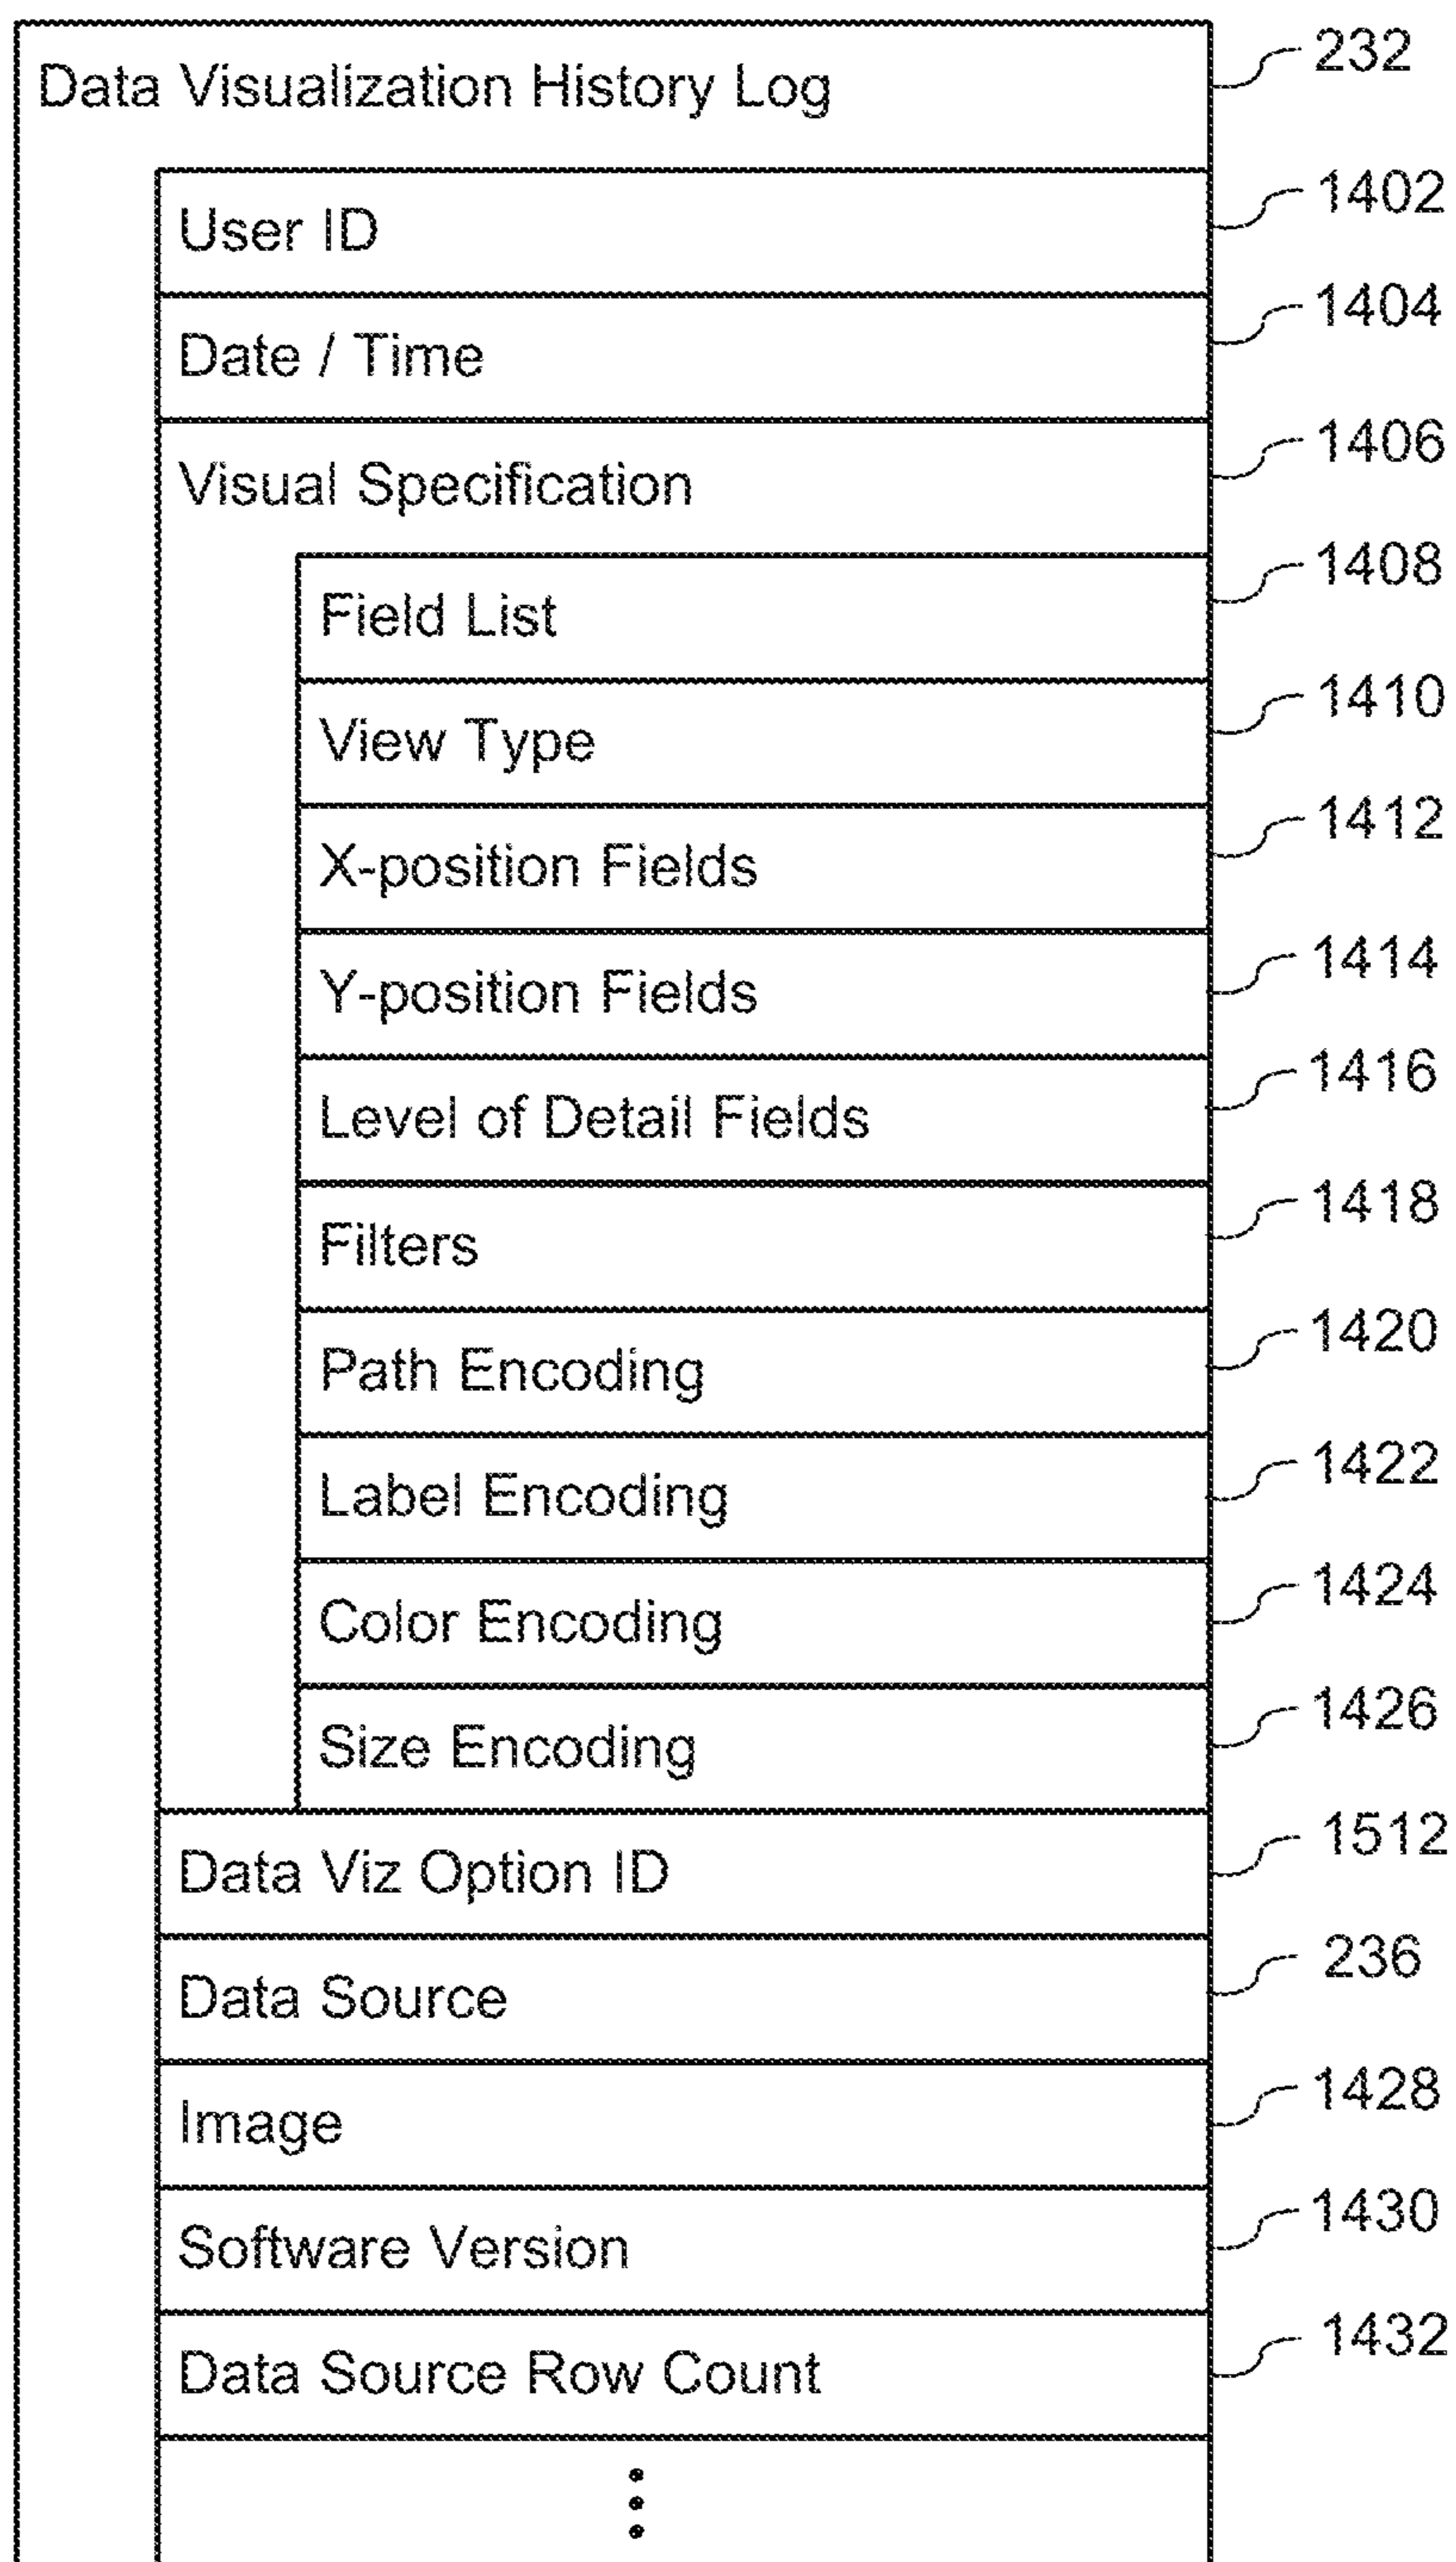 Data Visualization History Log 232
User ID 1402
Date / Time 1404
Visual Specification 1406
Field List 1408
View Type 1410
X-position Fields 1412
Y-position Fields 1414
Level of Detail Fields 1416
Filters 1418
Path Encoding 1420
Label Encoding 1422
Color Encoding 1424
Size Encoding 1426
Data Viz Option ID 1512
Data Source 236
Image 1428
Software Version 1430
Data Source Row Count 1432